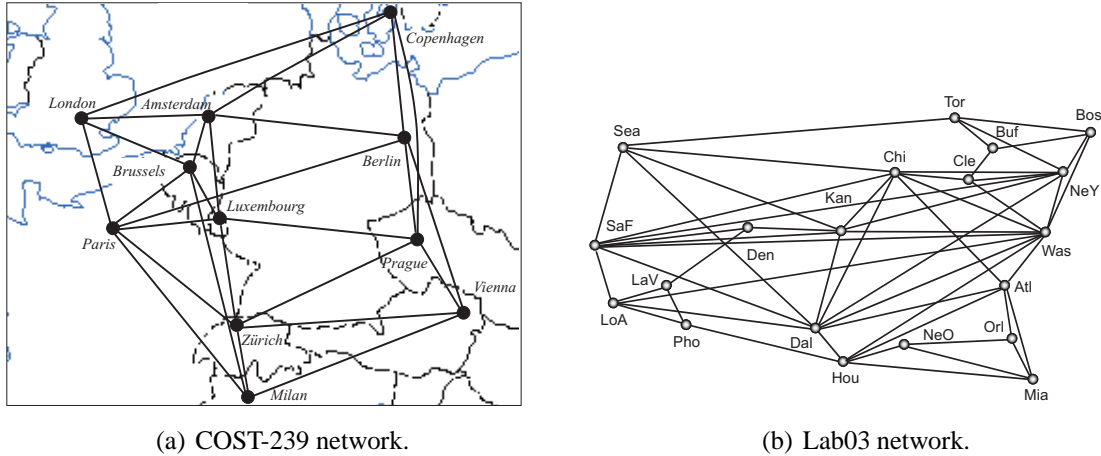 Copenhagen
London
Amsterdam
Berlin
Brussels
Luxembourg
Paris
Prague
Vienna
Zürich
Milan
(a) COST-239 network.
Tor
Bos
Sea
Buf
Chi
Cle
NeY
Kan
SaF
Den
Was
LaV
Atl
LoA
Pho
Dal
NeO
Orl
Hou
Mia
(b) Lab03 network.